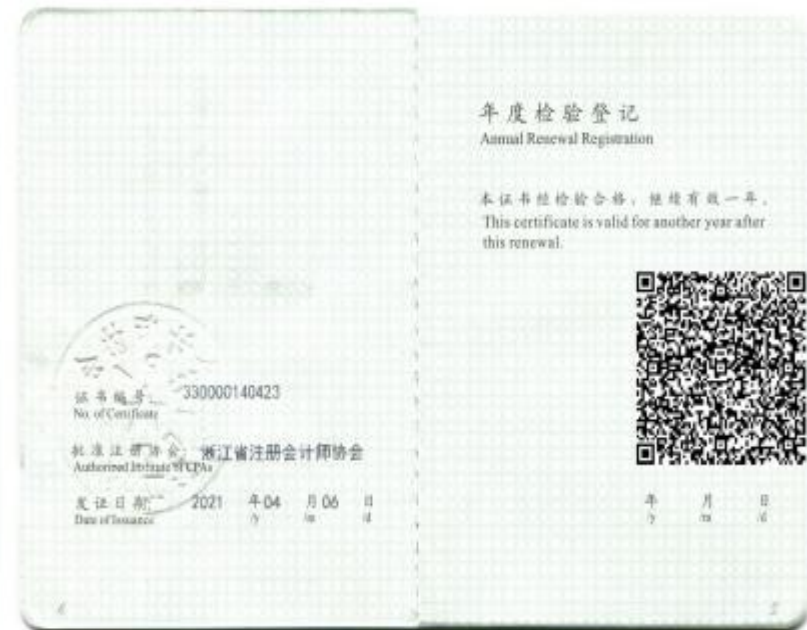 证书编号: 330000140423
No. of Certificate
批准注册协会: 浙江省注册会计师协会
Authorized Institute of CPAs
发证日期: 2021 年 04 月 06 日
Date of Issuance /y /m /d
年度检验登记
Annual Renewal Registration
本证书经检验合格,继续有效一年。
This certificate is valid for another year after
this renewal.
年 月 日
/y /m /d
5